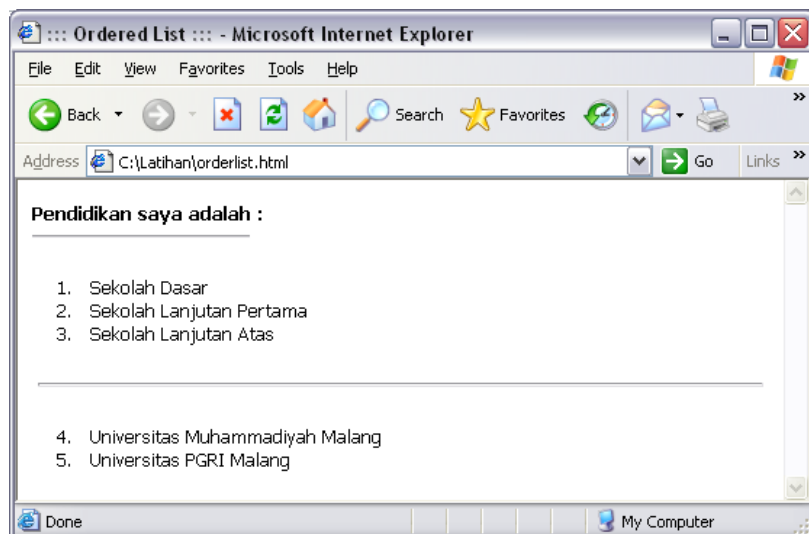 ::: Ordered List ::: - Microsoft Internet Explorer
File Edit View Favorites Tools Help
Back Search Favorites »
Address C:\Latihan\orderlist.html Go Links »
Pendidikan saya adalah :
1. Sekolah Dasar
2. Sekolah Lanjutan Pertama
3. Sekolah Lanjutan Atas
4. Universitas Muhammadiyah Malang
5. Universitas PGRI Malang
Done My Computer